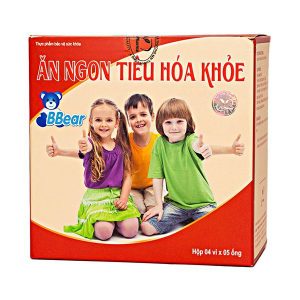 Thực phẩm bảo vệ sức khỏe
ĂN NGON TIÊU HÓA KHỎE
BBear
Hộp 04 vỉ x 05 ống